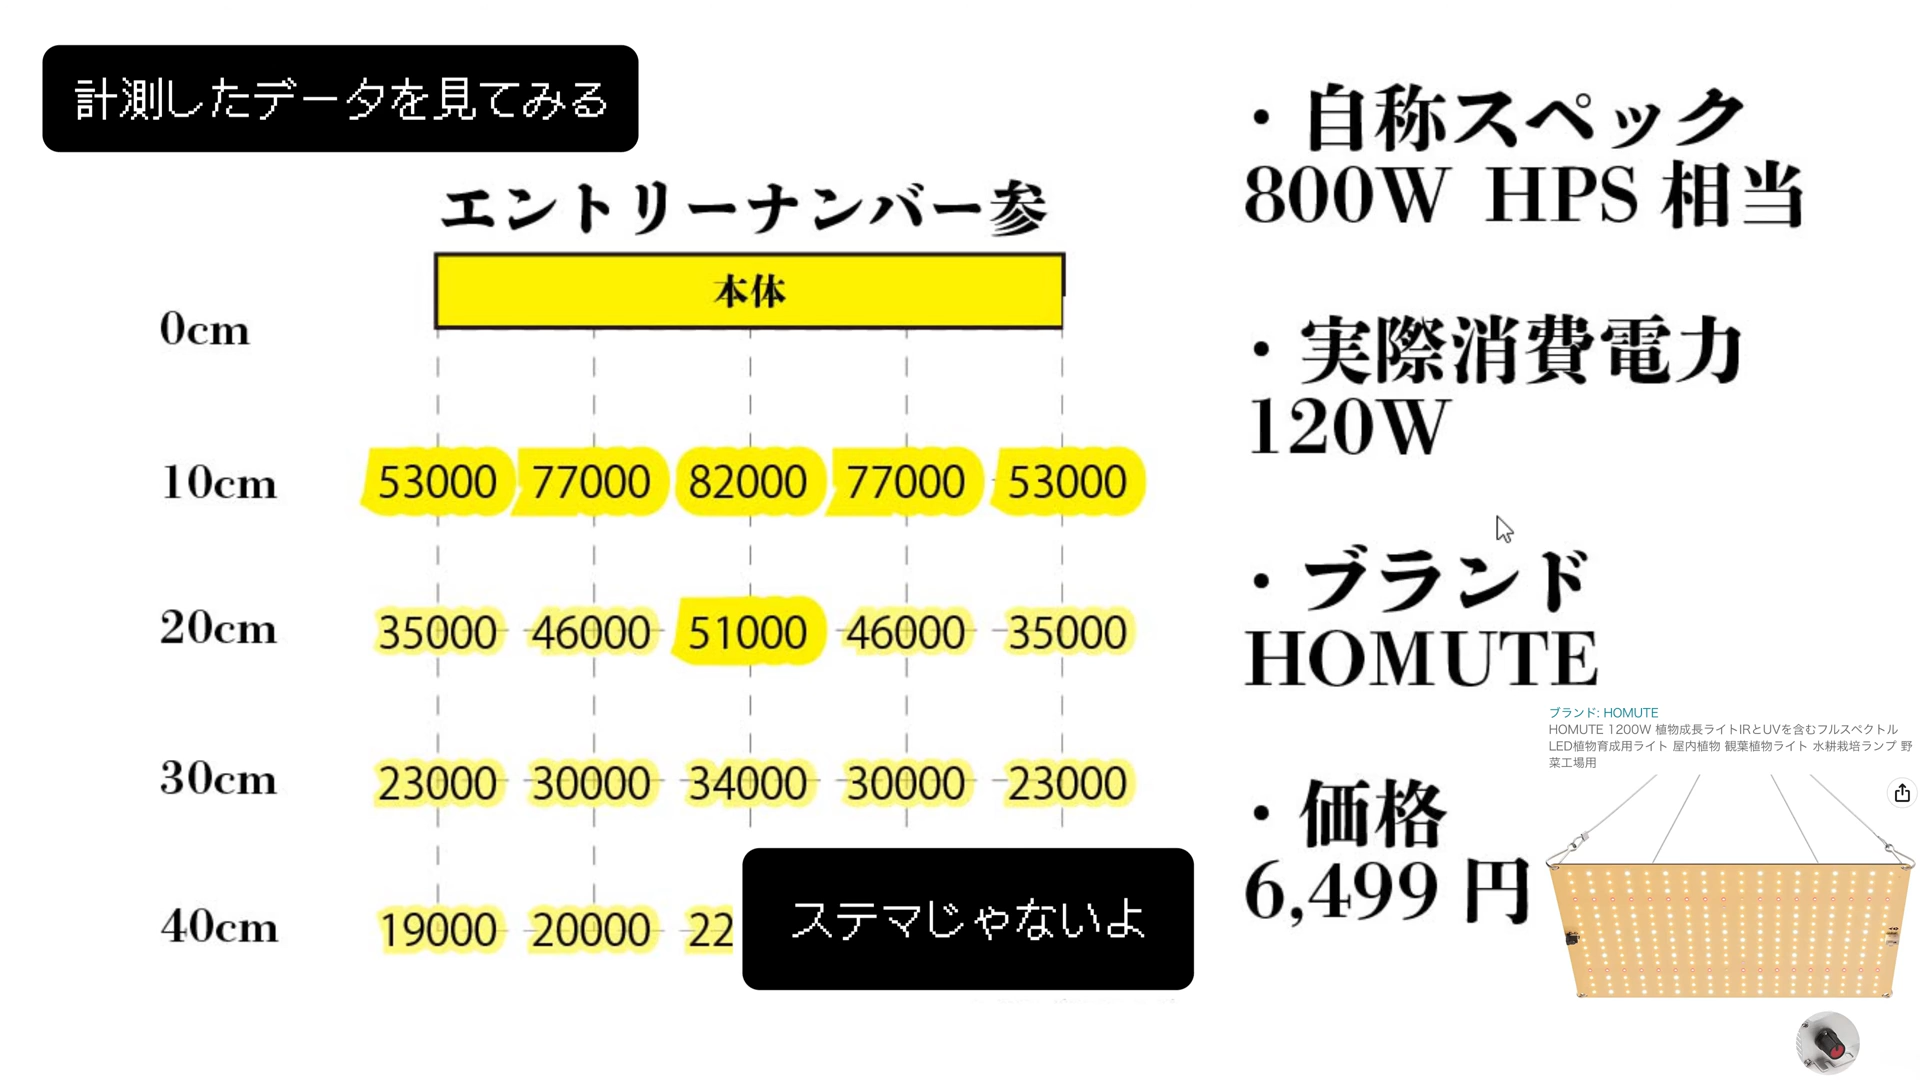 計測したデータを見てみる
エントリーナンバー参
本体
0cm
10cm 53000 77000 82000 77000 53000
20cm 35000 46000 51000 46000 35000
30cm 23000 30000 34000 30000 23000
40cm 19000 20000 22
ステマじゃないよ
・自称スペック
800W HPS 相当
・実際消費電力
120W
・ブランド
HOMUTE
・価格
6,499 円
ブランド: HOMUTE
HOMUTE 1200W 植物成長ライトIRとUVを含むフルスペクトル
LED植物育成用ライト 屋内植物 観葉植物ライト 水耕栽培ランプ 野
菜工場用